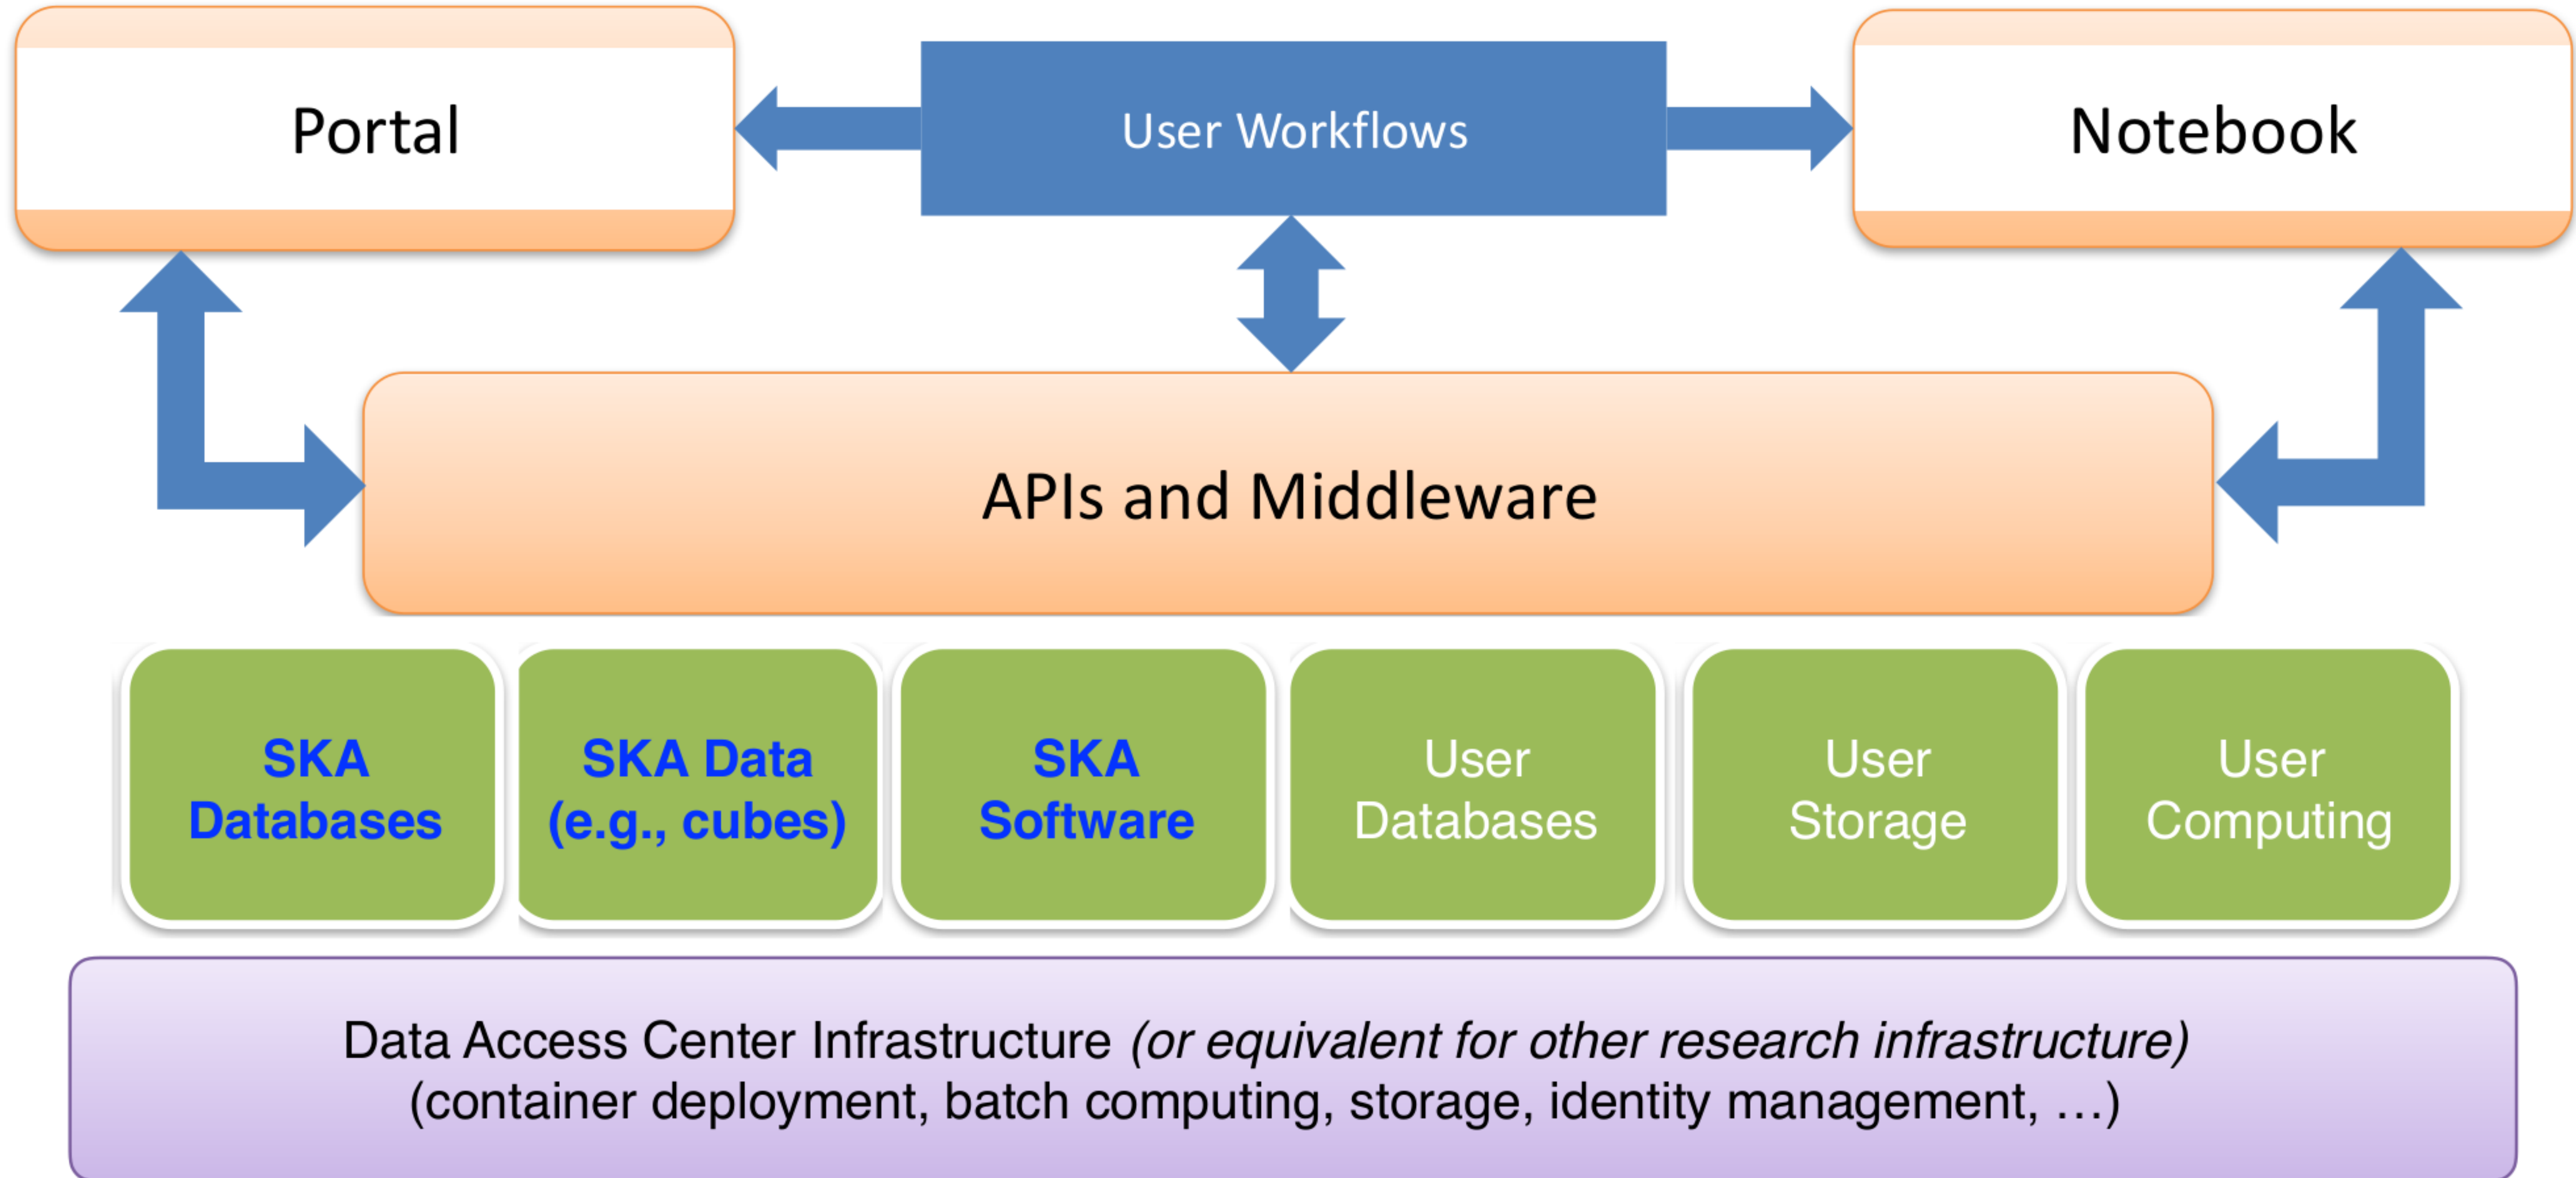 Portal
User Workflows
Notebook
APIs and Middleware
SKA
Databases
SKA Data
(e.g., cubes)
SKA
Software
User
Databases
User
Storage
User
Computing
Data Access Center Infrastructure (or equivalent for other research infrastructure)
(container deployment, batch computing, storage, identity management, …)